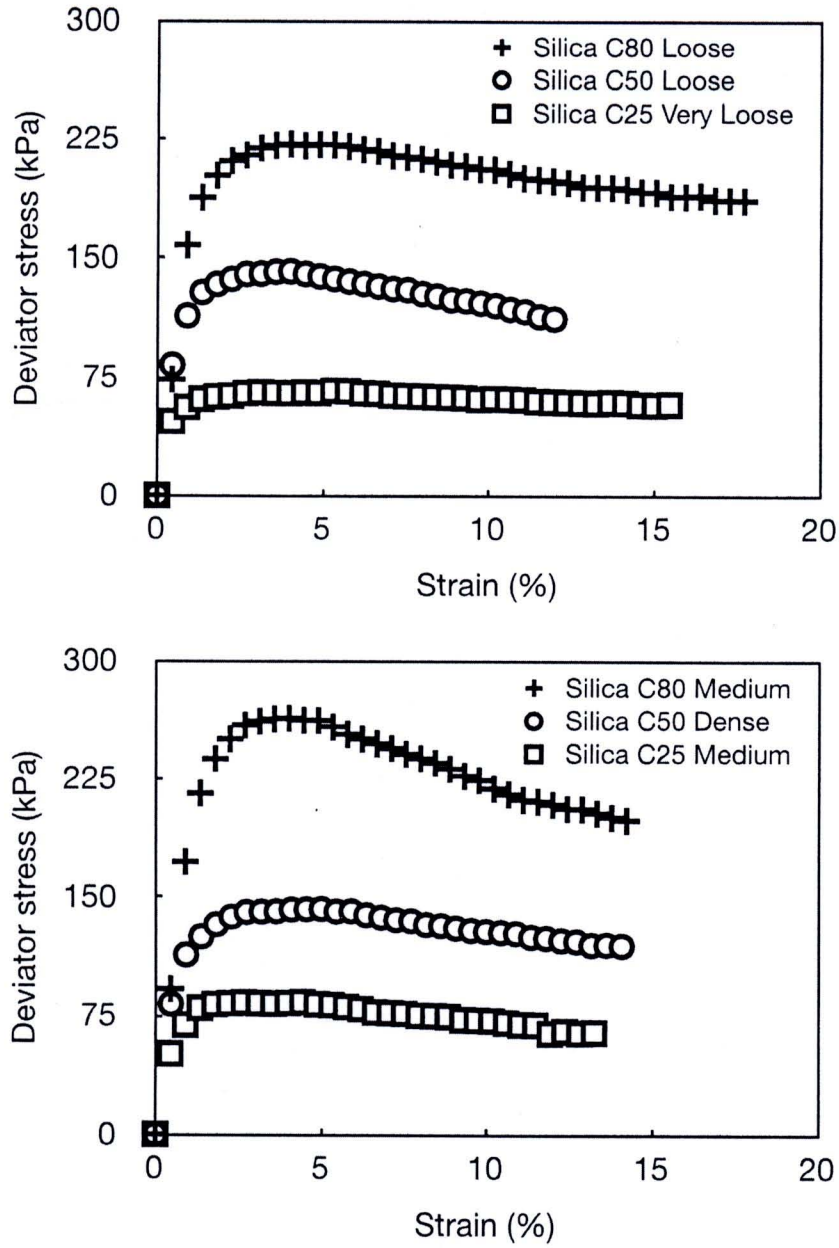 300
225
150
75
0
Deviator stress (kPa)
Silica C80 Loose
Silica C50 Loose
Silica C25 Very Loose
0 5 10 15 20
Strain (%)
300
225
150
75
0
Deviator stress (kPa)
Silica C80 Medium
Silica C50 Dense
Silica C25 Medium
0 5 10 15 20
Strain (%)